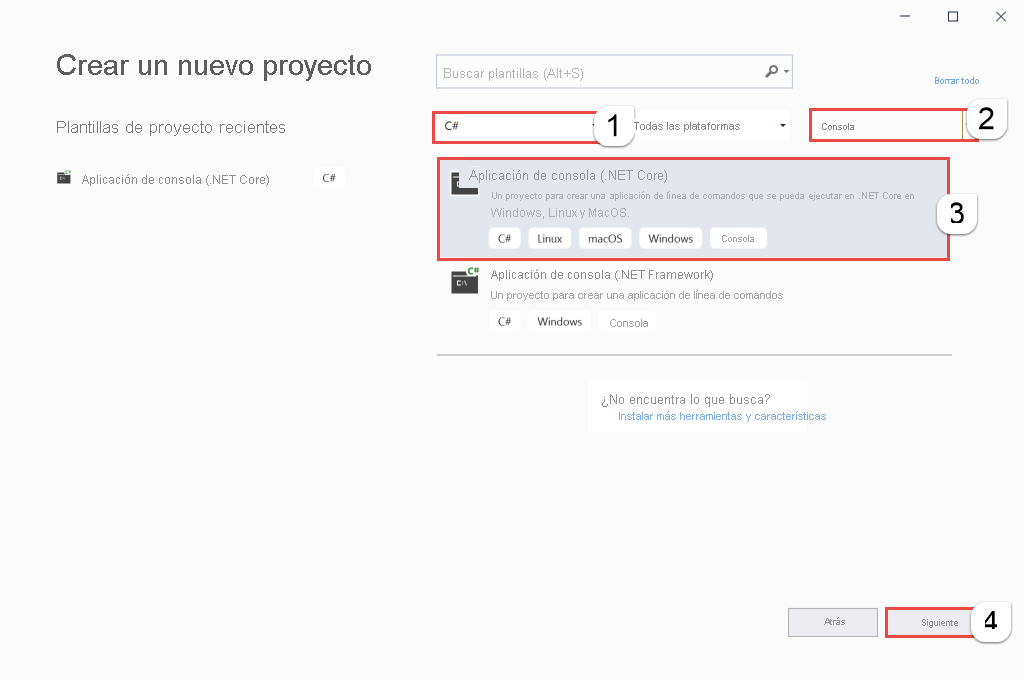 Crear un nuevo proyecto
Buscar plantillas (Alt+S)
Borrar todo
Plantillas de proyecto recientes
C#
1
Todas las plataformas
Consola
2
Aplicación de consola (.NET Core)
C#
Aplicación de consola (.NET Core)
Un proyecto para crear una aplicación de línea de comandos que se pueda ejecutar en .NET Core en
Windows, Linux y MacOS.
C# Linux macOS Windows Consola
3
C#
C:\
Aplicación de consola (.NET Framework)
Un proyecto para crear una aplicación de línea de comandos
C# Windows Consola
¿No encuentra lo que busca?
Instalar más herramientas y características
Atrás
Siguiente
4